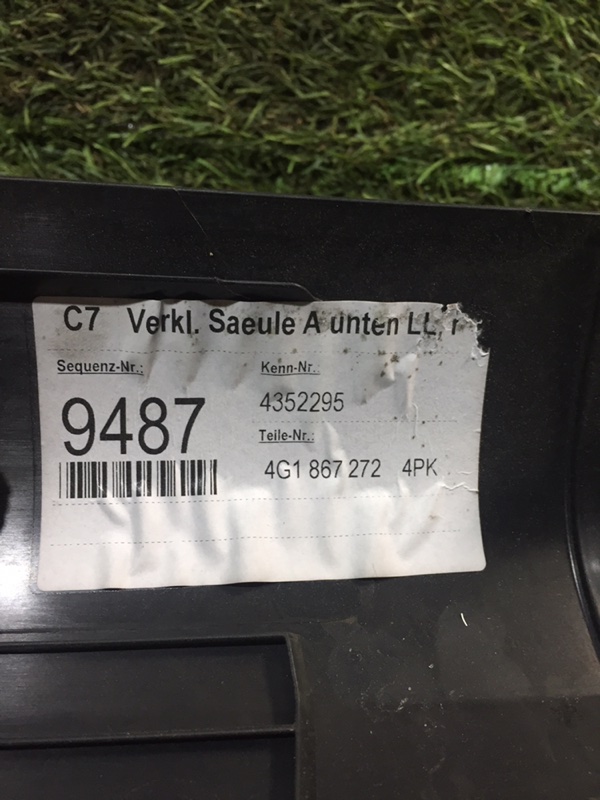 C7 Verkl. Saeule A unten LL, r
Sequenz-Nr.: Kenn-Nr.:
9487 4352295
Teile-Nr.:
4G1 867 272 4PK